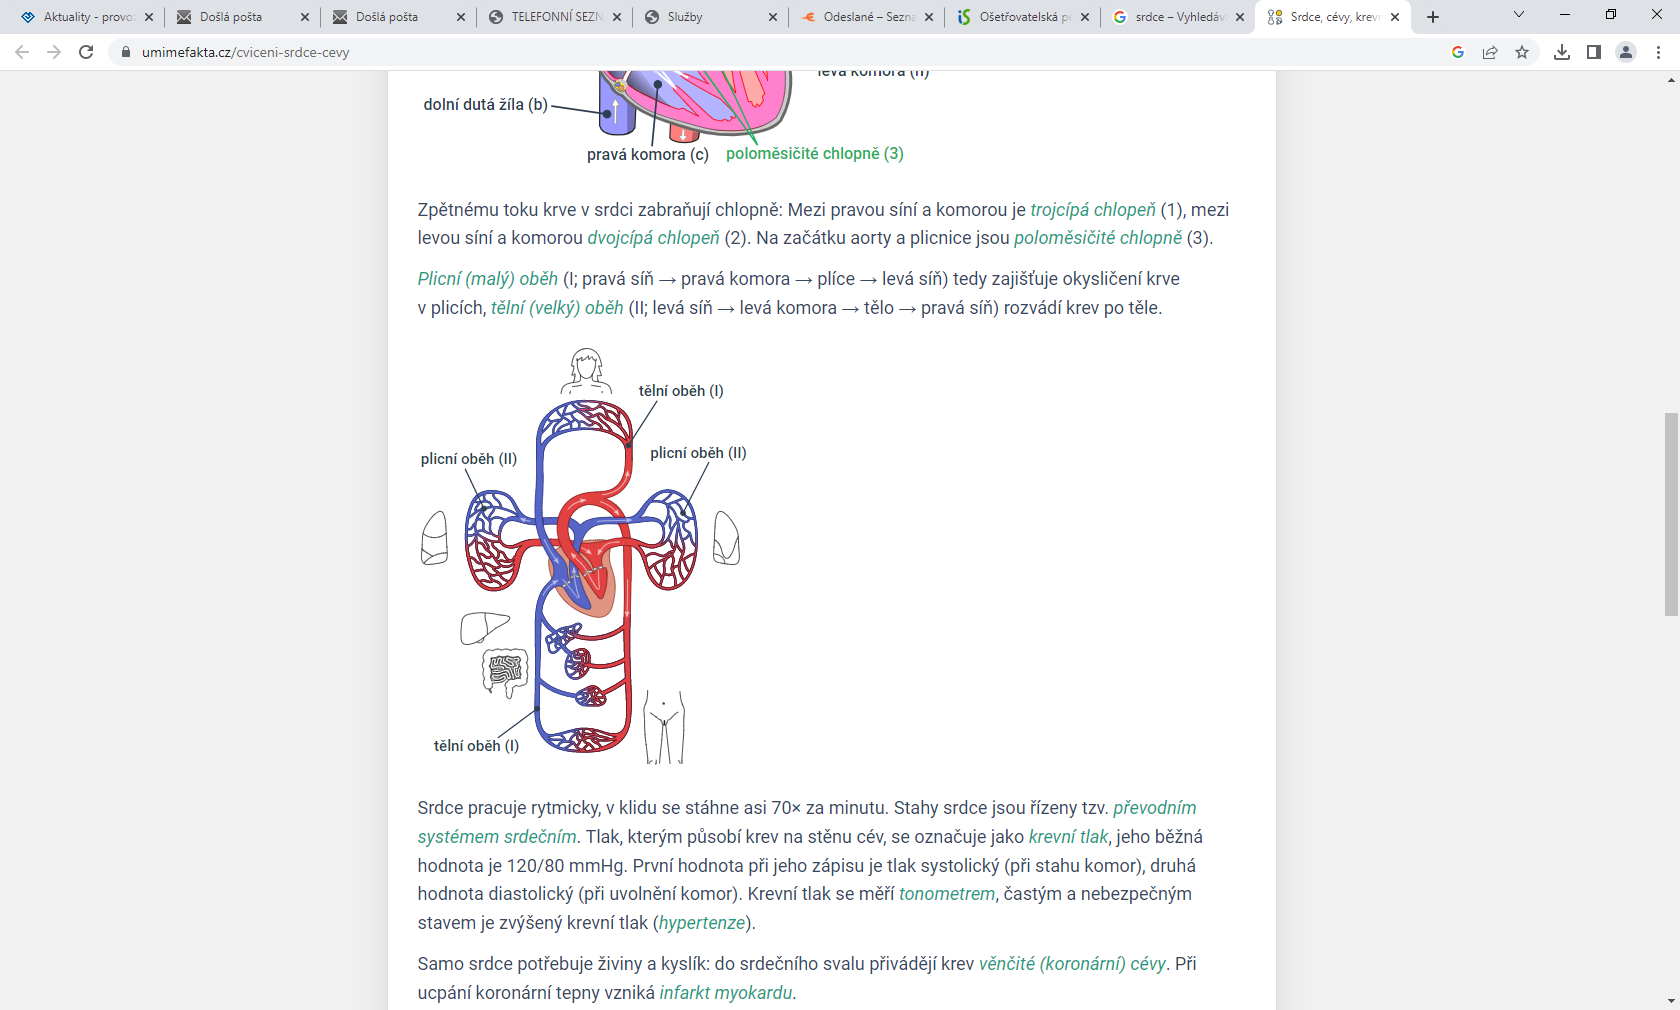 Aktuality - provoz
Došlá pošta
Došlá pošta
TELEFONNÍ SEZN
Služby
Odeslané – Sezna
Ošetřovatelská p
srdce – Vyhledáv
Srdce, cévy, krev
umimefakta.cz/cviceni-srdce-cevy
levá komora (h)
dolní dutá žíla (b)
pravá komora (c)
poloměsičité chlopně (3)
Zpětnému toku krve v srdci zabraňují chlopně: Mezi pravou síní a komorou je trojcípá chlopeň (1), mezi
levou síní a komorou dvojcípá chlopeň (2). Na začátku aorty a plicnice jsou poloměsičité chlopně (3).
Plicní (malý) oběh (I; pravá síň → pravá komora → plíce → levá síň) tedy zajišťuje okysličení krve
v plicích, tělní (velký) oběh (II; levá síň → levá komora → tělo → pravá síň) rozvádí krev po těle.
tělní oběh (I)
plicní oběh (II)
plicní oběh (II)
tělní oběh (I)
Srdce pracuje rytmicky, v klidu se stáhne asi 70× za minutu. Stahy srdce jsou řízeny tzv. převodním
systémem srdečním. Tlak, kterým působí krev na stěnu cév, se označuje jako krevní tlak, jeho běžná
hodnota je 120/80 mmHg. První hodnota při jeho zápisu je tlak systolický (při stahu komor), druhá
hodnota diastolický (při uvolnění komor). Krevní tlak se měří tonometrem, častým a nebezpečným
stavem je zvýšený krevní tlak (hypertenze).
Samo srdce potřebuje živiny a kyslík: do srdečního svalu přivádějí krev věnčité (koronární) cévy. Při
ucpání koronární tepny vzniká infarkt myokardu.